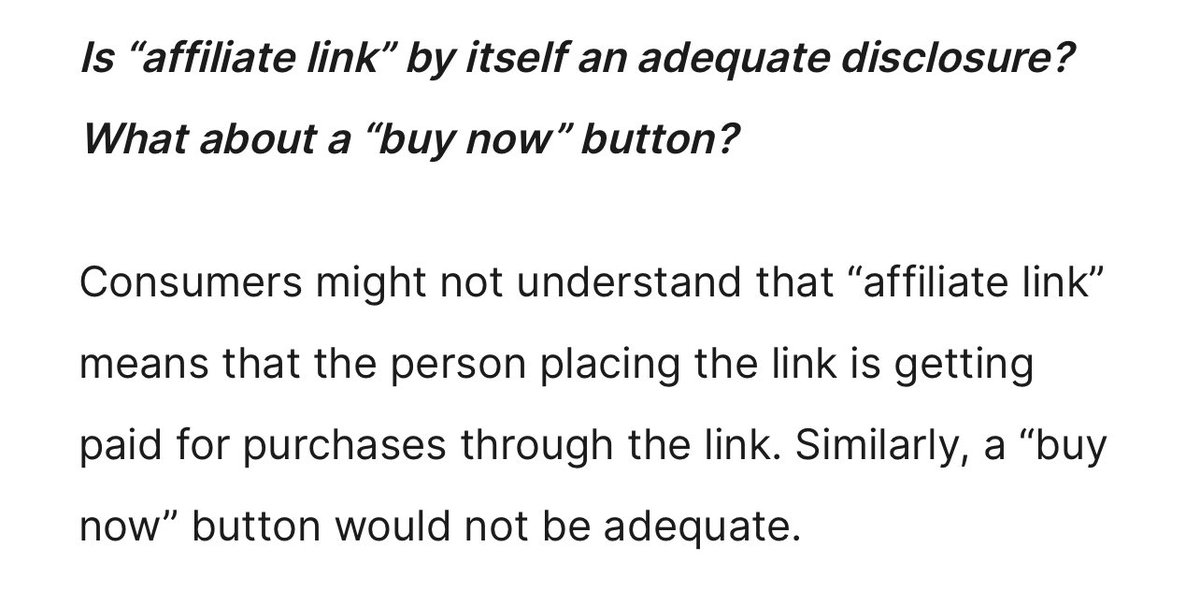 Is “affiliate link” by itself an adequate disclosure?
What about a “buy now” button?
Consumers might not understand that “affiliate link”
means that the person placing the link is getting
paid for purchases through the link. Similarly, a “buy
now” button would not be adequate.